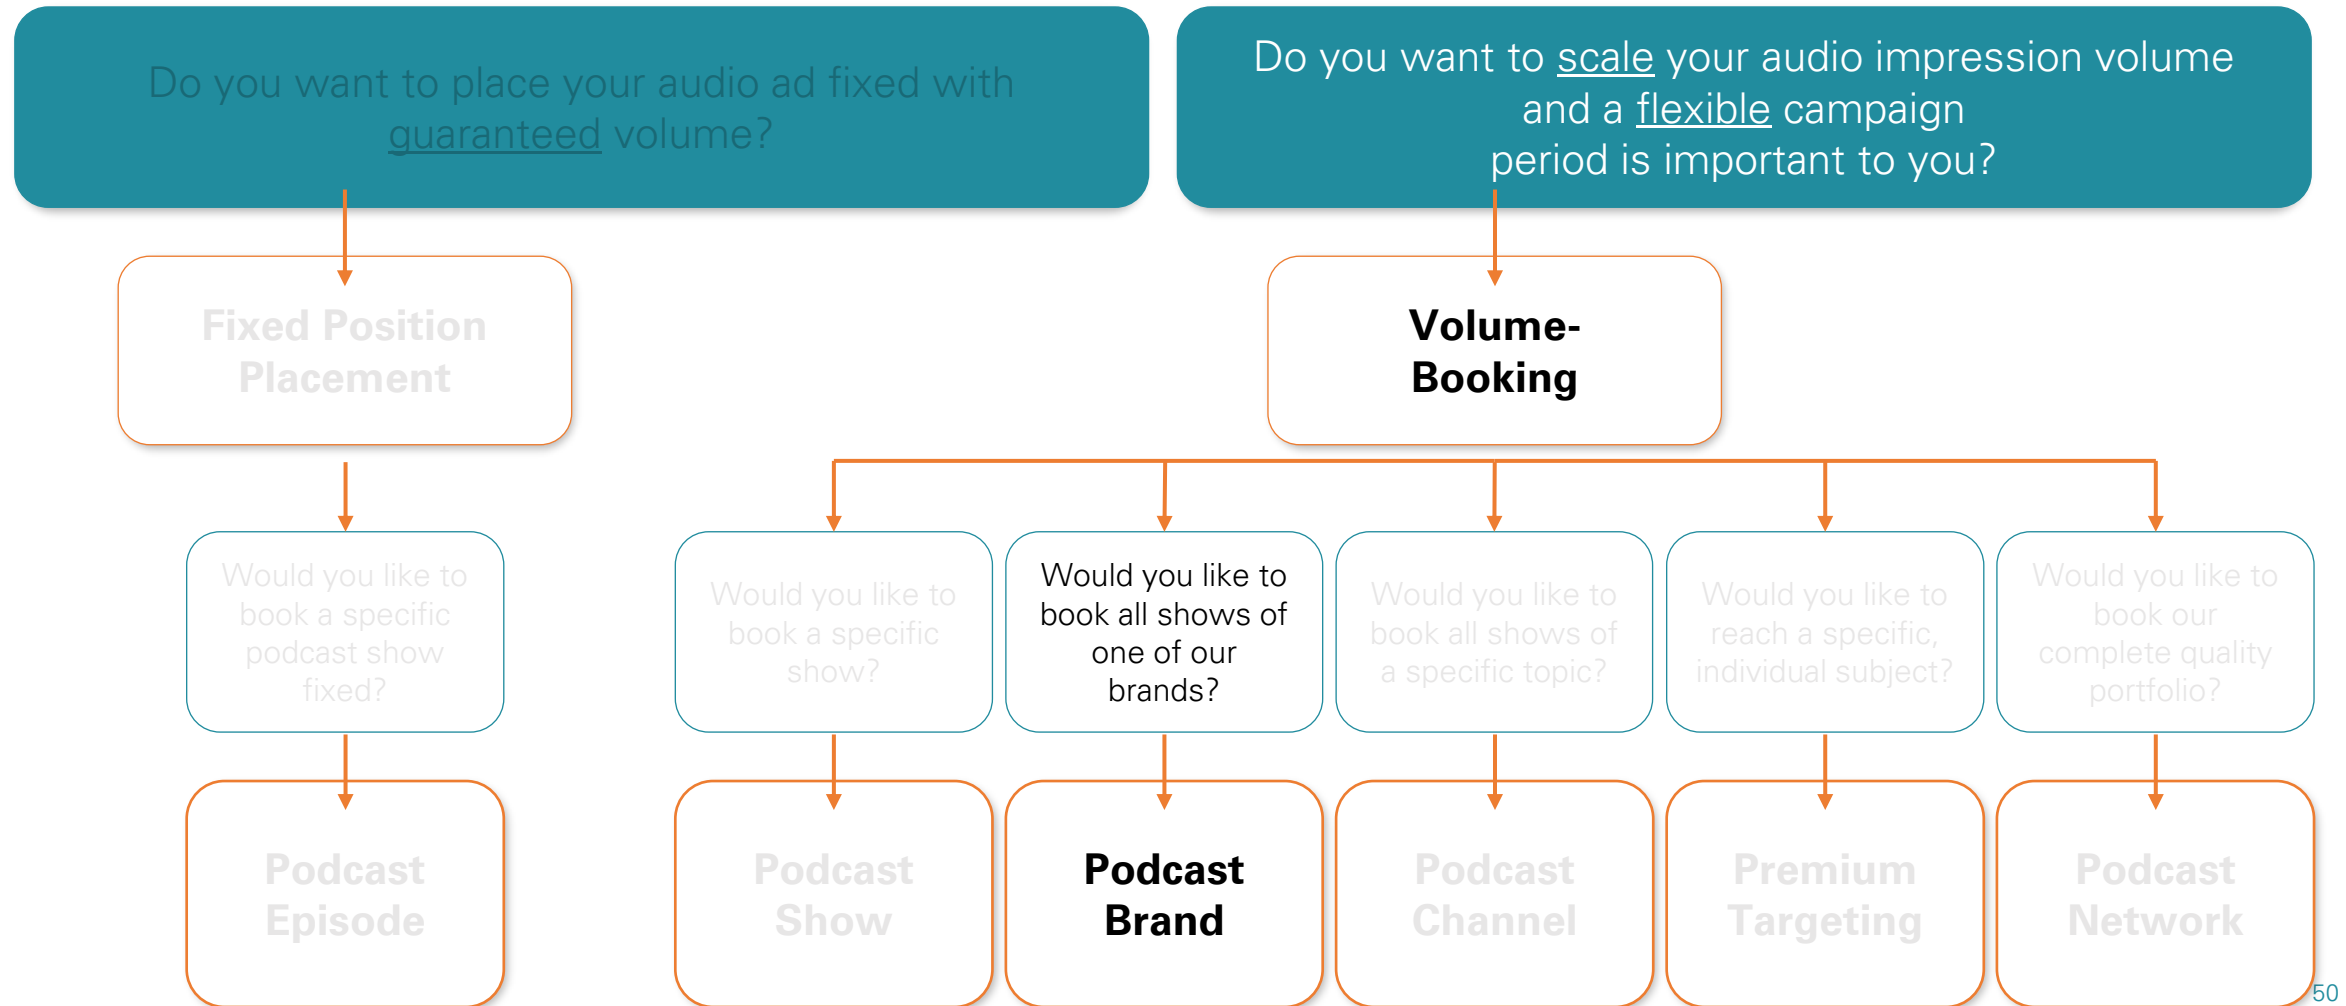 Do you want to place your audio ad fixed with
guaranteed volume?
Do you want to scale your audio impression volume
and a flexible campaign
period is important to you?
Fixed Position
Placement
Volume-
Booking
Would you like to
book a specific
podcast show
fixed?
Would you like to
book a specific
show?
Would you like to
book all shows of
one of our
brands?
Would you like to
book all shows of
a specific topic?
Would you like to
reach a specific,
individual subject?
Would you like to
book our
complete quality
portfolio?
Podcast
Episode
Podcast
Show
Podcast
Brand
Podcast
Channel
Premium
Targeting
Podcast
Network
50